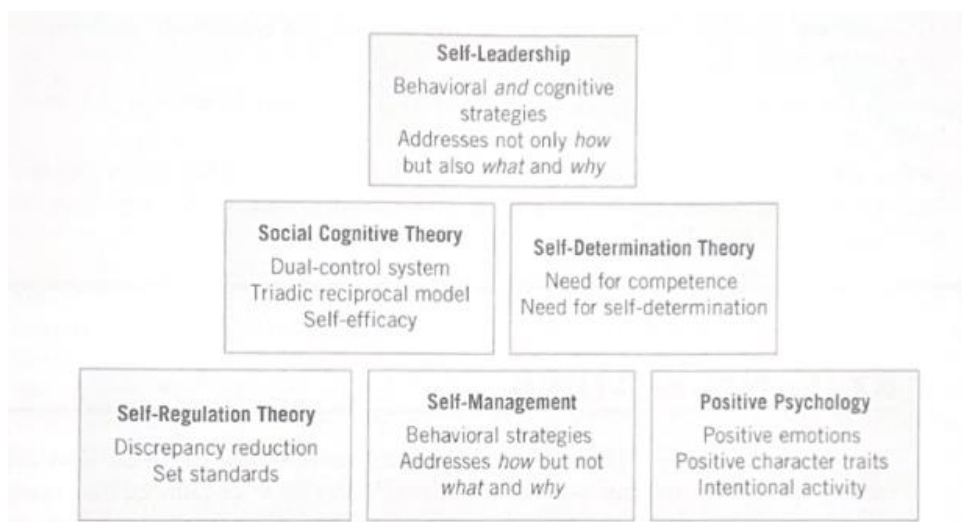 Self-Leadership
Behavioral and cognitive
strategies
Addresses not only how
but also what and why
Social Cognitive Theory
Dual-control system
Triadic reciprocal model
Self-efficacy
Self-Determination Theory
Need for competence
Need for self-determination
Self-Regulation Theory
Discrepancy reduction
Set standards
Self-Management
Behavioral strategies
Addresses how but not
what and why
Positive Psychology
Positive emotions
Positive character traits
Intentional activity